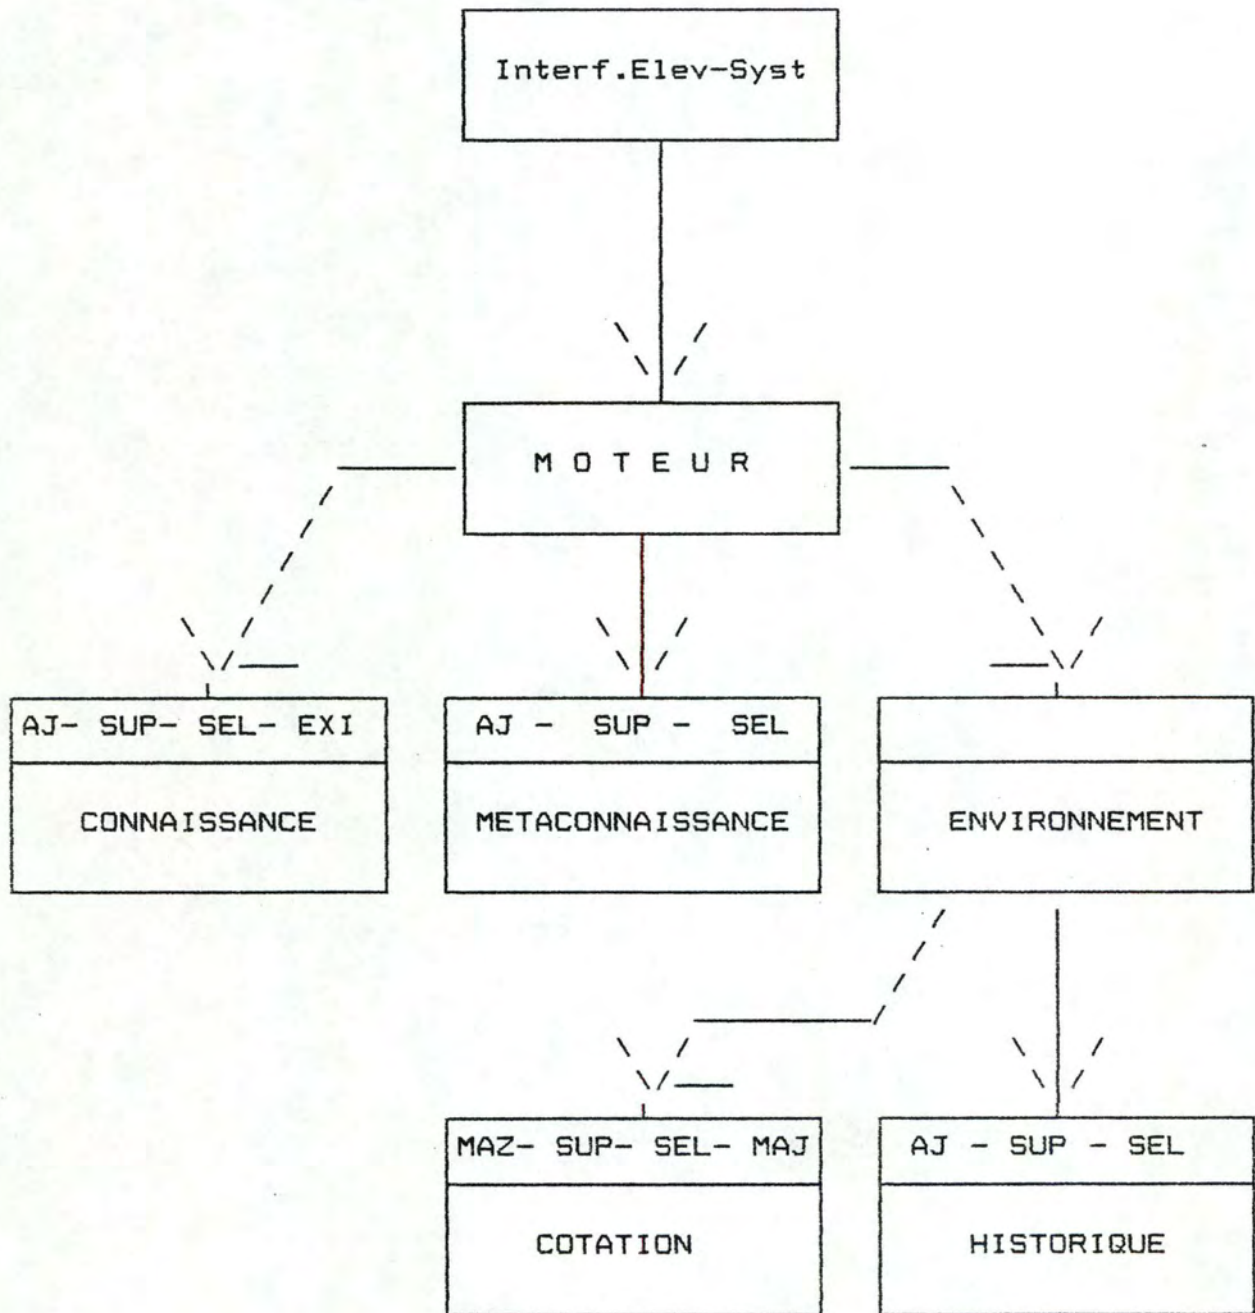 Interf.Elev-Syst
M O T E U R
AJ- SUP- SEL- EXI
AJ - SUP - SEL
CONNAISSANCE
METACONNAISSANCE
ENVIRONNEMENT
MAZ- SUP- SEL- MAJ
AJ - SUP - SEL
COTATION
HISTORIQUE